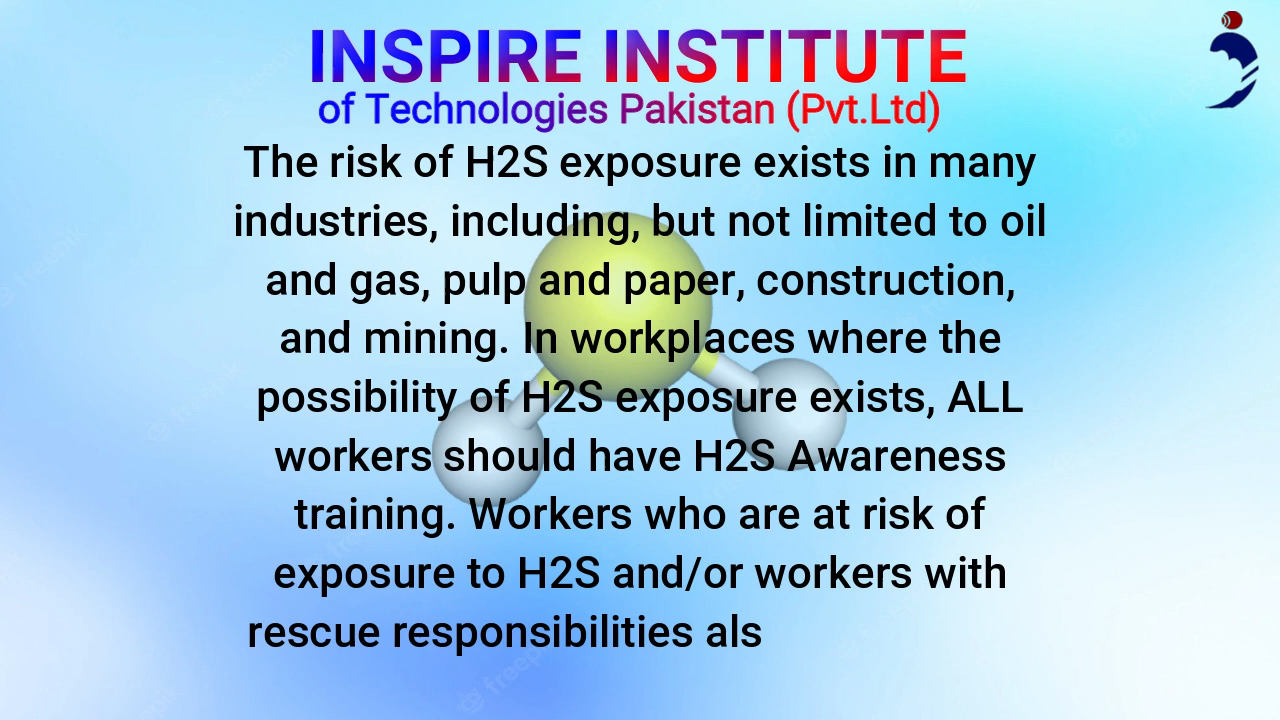 INSPIRE INSTITUTE
of Technologies Pakistan (Pvt.Ltd)
The risk of H2S exposure exists in many
industries, including, but not limited to oil
and gas, pulp and paper, construction,
and mining. In workplaces where the
possibility of H2S exposure exists, ALL
workers should have H2S Awareness
training. Workers who are at risk of
exposure to H2S and/or workers with
rescue responsibilities als